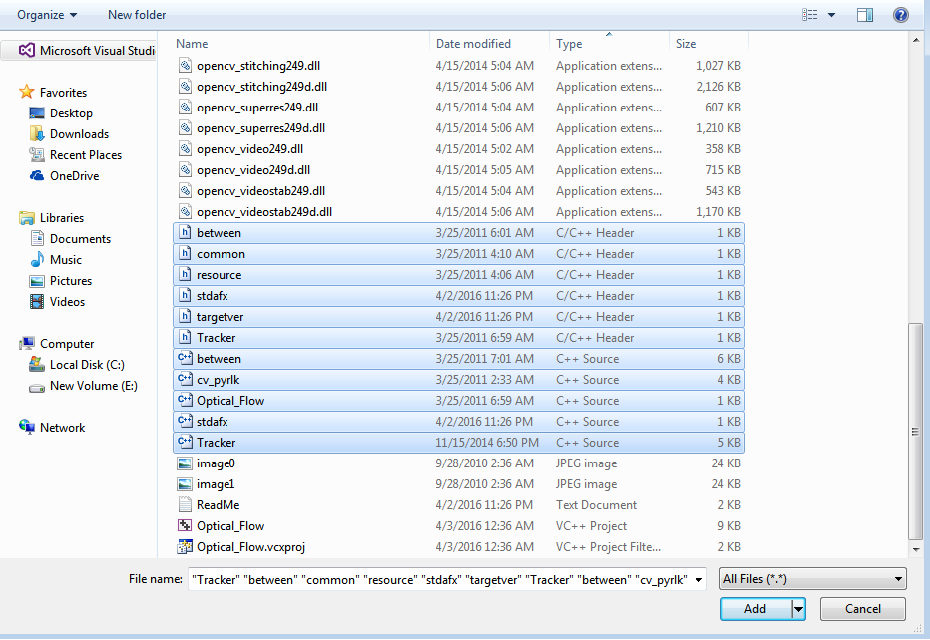 Organize New folder
Microsoft Visual Studi
Favorites
Desktop
Downloads
Recent Places
OneDrive
Libraries
Documents
Music
Pictures
Videos
Computer
Local Disk (C:)
New Volume (E:)
Network
Name Date modified Type Size
opencv_stitching249.dll 4/15/2014 5:04 AM Application extens... 1,027 KB
opencv_stitching249d.dll 4/15/2014 5:06 AM Application extens... 2,126 KB
opencv_superres249.dll 4/15/2014 5:04 AM Application extens... 607 KB
opencv_superres249d.dll 4/15/2014 5:06 AM Application extens... 1,210 KB
opencv_video249.dll 4/15/2014 5:02 AM Application extens... 358 KB
opencv_video249d.dll 4/15/2014 5:05 AM Application extens... 715 KB
opencv_videostab249.dll 4/15/2014 5:04 AM Application extens... 543 KB
opencv_videostab249d.dll 4/15/2014 5:06 AM Application extens... 1,170 KB
between 3/25/2011 6:01 AM C/C++ Header 1 KB
common 3/25/2011 4:10 AM C/C++ Header 1 KB
resource 3/25/2011 4:06 AM C/C++ Header 1 KB
stdafx 4/2/2016 11:26 PM C/C++ Header 1 KB
targetver 4/2/2016 11:26 PM C/C++ Header 1 KB
Tracker 3/25/2011 6:59 AM C/C++ Header 1 KB
between 3/25/2011 7:01 AM C++ Source 6 KB
cv_pyrlk 3/25/2011 2:33 AM C++ Source 4 KB
Optical_Flow 3/25/2011 6:59 AM C++ Source 1 KB
stdafx 4/2/2016 11:26 PM C++ Source 1 KB
Tracker 11/15/2014 6:50 PM C++ Source 5 KB
image0 9/28/2010 2:36 AM JPEG image 24 KB
image1 9/28/2010 2:36 AM JPEG image 24 KB
ReadMe 4/2/2016 11:26 PM Text Document 2 KB
Optical_Flow 4/3/2016 12:36 AM VC++ Project 9 KB
Optical_Flow.vcxproj 4/3/2016 12:36 AM VC++ Project Filte... 2 KB
File name: "Tracker" "between" "common" "resource" "stdafx" "targetver" "Tracker" "between" "cv_pyrlk" All Files (*.*)
Add Cancel